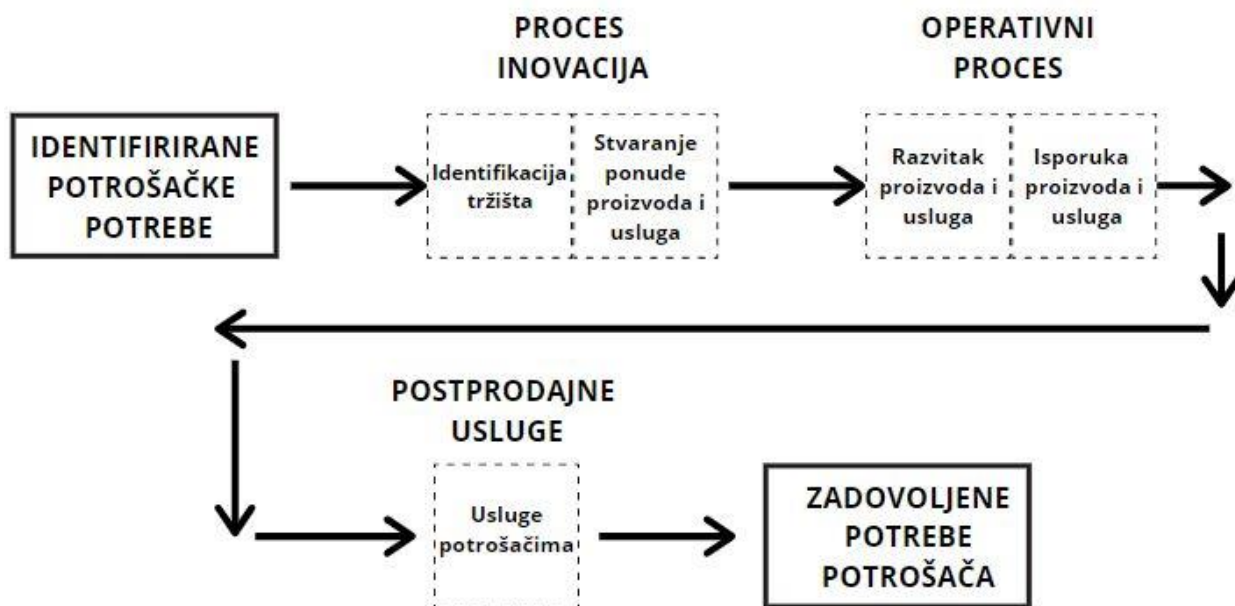 PROCES
INOVACIJA
OPERATIVNI
PROCES
IDENTIFIRIRANE
POTROŠAČKE
POTREBE
Identifikacija
tržišta
Stvaranje
ponude
proizvoda i
usluga
Razvitak
proizvoda i
usluga
Isporuka
proizvoda i
usluga
POSTPRODAJNE
USLUGE
Usluge
potrošačima
ZADOVOLJENE
POTREBE
POTROŠAČA